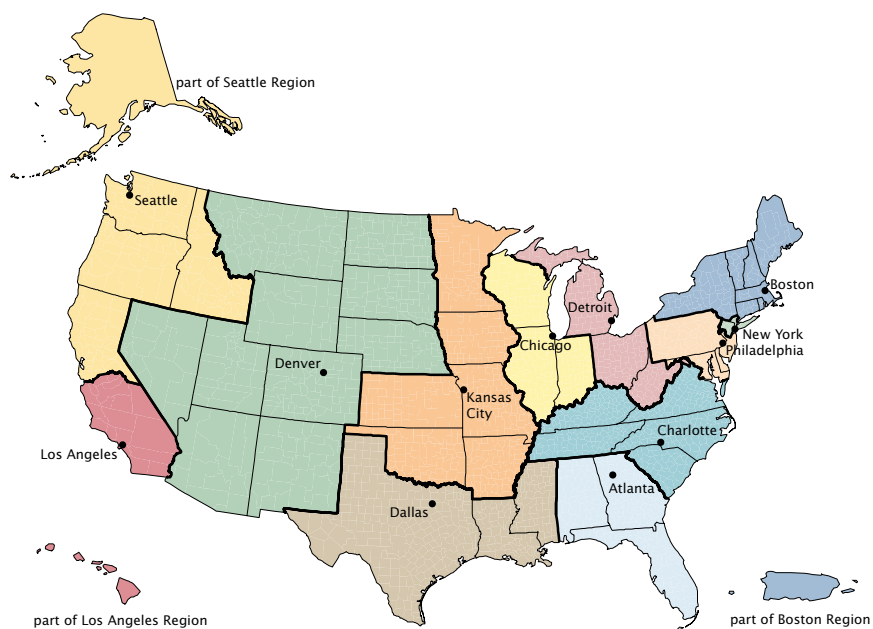 part of Seattle Region
Seattle
Boston
Detroit
New York
Chicago
Philadelphia
Denver
Kansas
City
Charlotte
Los Angeles
Atlanta
Dallas
part of Los Angeles Region
part of Boston Region